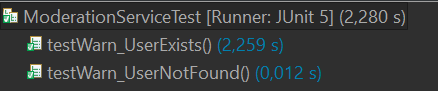 ModerationServiceTest [Runner: JUnit 5] (2,280 s)
testWarn_UserExists() (2,259 s)
testWarn_UserNotFound() (0,012 s)